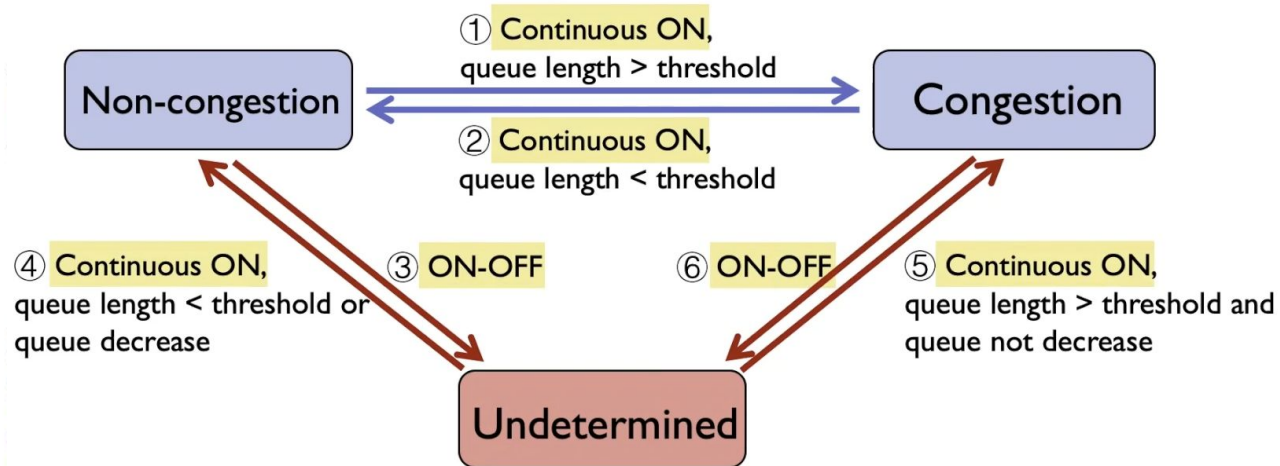 ① Continuous ON,
queue length > threshold
Non-congestion
Congestion
② Continuous ON,
queue length < threshold
④ Continuous ON,
queue length < threshold or
queue decrease
③ ON-OFF
⑥ ON-OFF
⑤ Continuous ON,
queue length > threshold and
queue not decrease
Undetermined